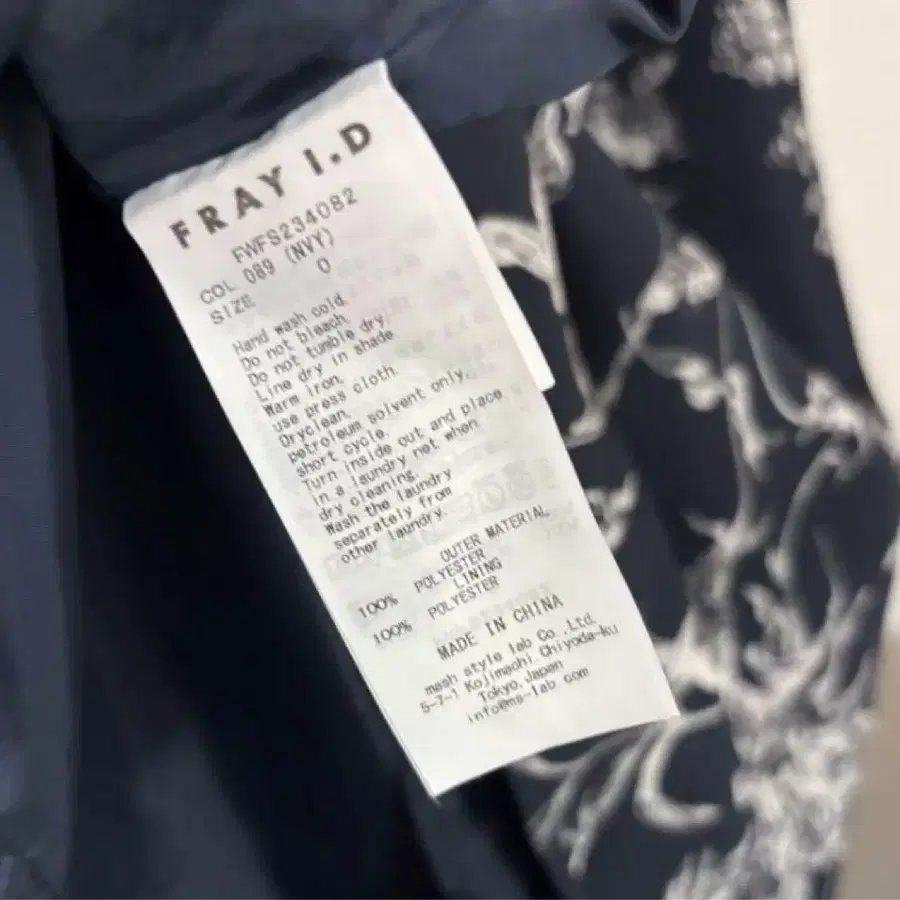 FRAY I.D
FWFS234082
COL 089 (NVY)
SIZE 0
Hand wash cold.
Do not bleach.
Do not tumble dry.
Line dry in shade
Warm iron.
use press cloth.
Dryclean.
petroleum solvent only.
short cycle.
Turn inside out and place
in a laundry net when
dry cleaning.
Wash the laundry
separately from
other laundry.
OUTER MATERIAL
100% POLYESTER
LINING
100% POLYESTER
MADE IN CHINA
mash style lab Co.,Ltd.
5-7-1 Kojimachi.Chiyoda-ku
Tokyo.Japan
info@ms-lab.com